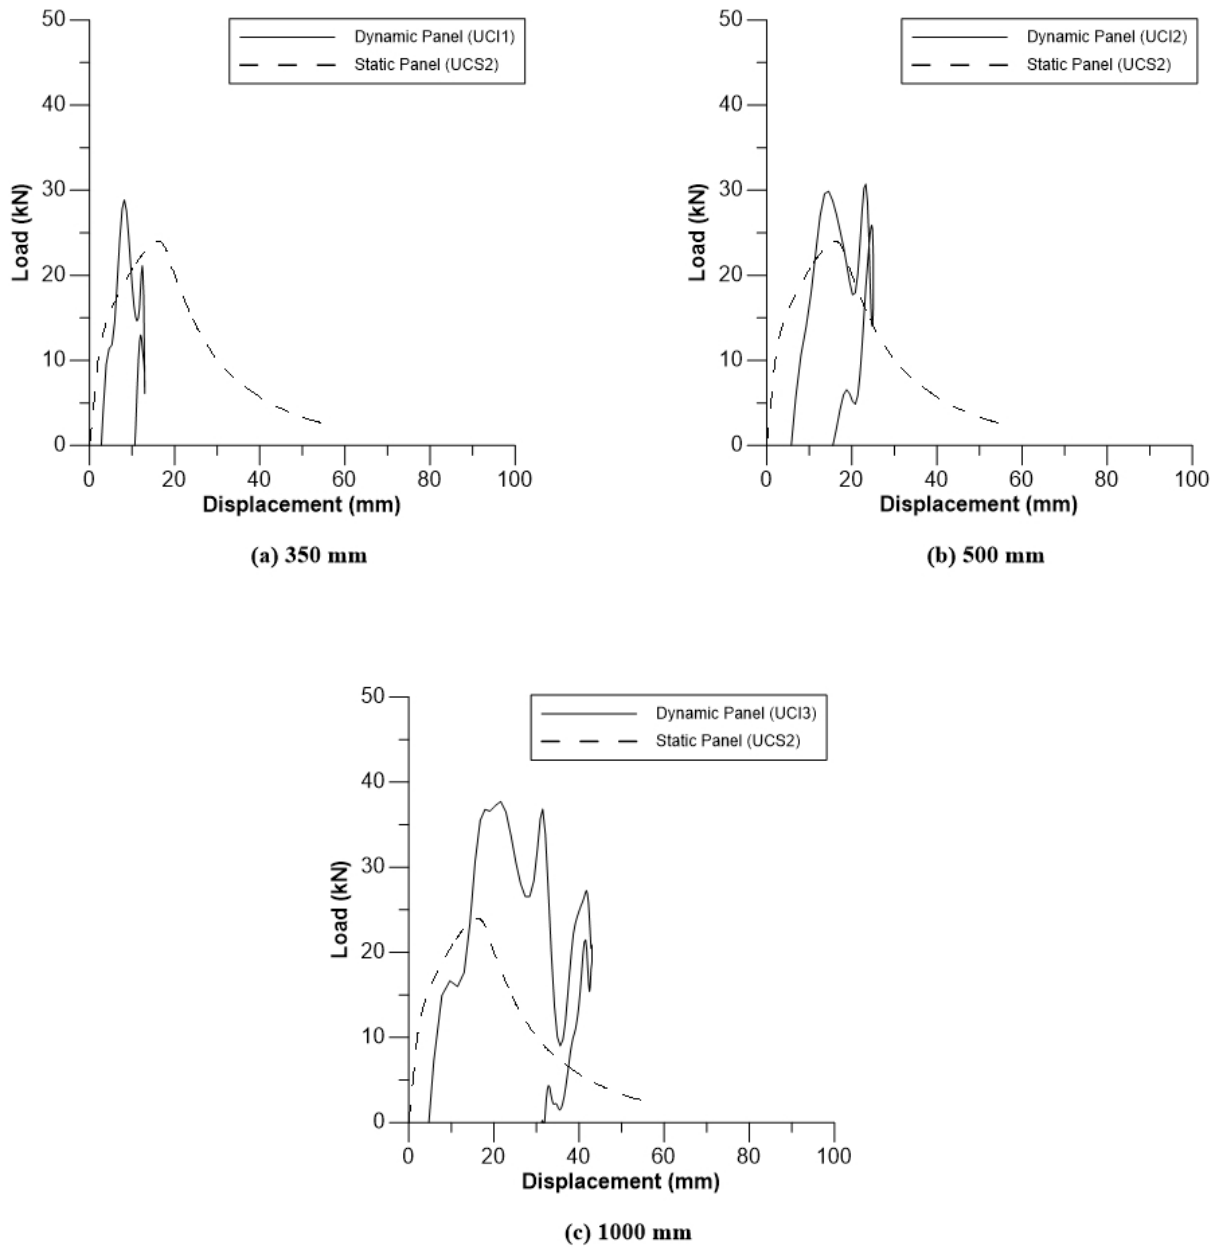 50
40
30
20
10
0
Load (kN)
Dynamic Panel (UCI1)
Static Panel (UCS2)
0 20 40 60 80 100
Displacement (mm)
(a) 350 mm
50
40
30
20
10
0
Load (kN)
Dynamic Panel (UCI2)
Static Panel (UCS2)
0 20 40 60 80 100
Displacement (mm)
(b) 500 mm
50
40
30
20
10
0
Load (kN)
Dynamic Panel (UCI3)
Static Panel (UCS2)
0 20 40 60 80 100
Displacement (mm)
(c) 1000 mm